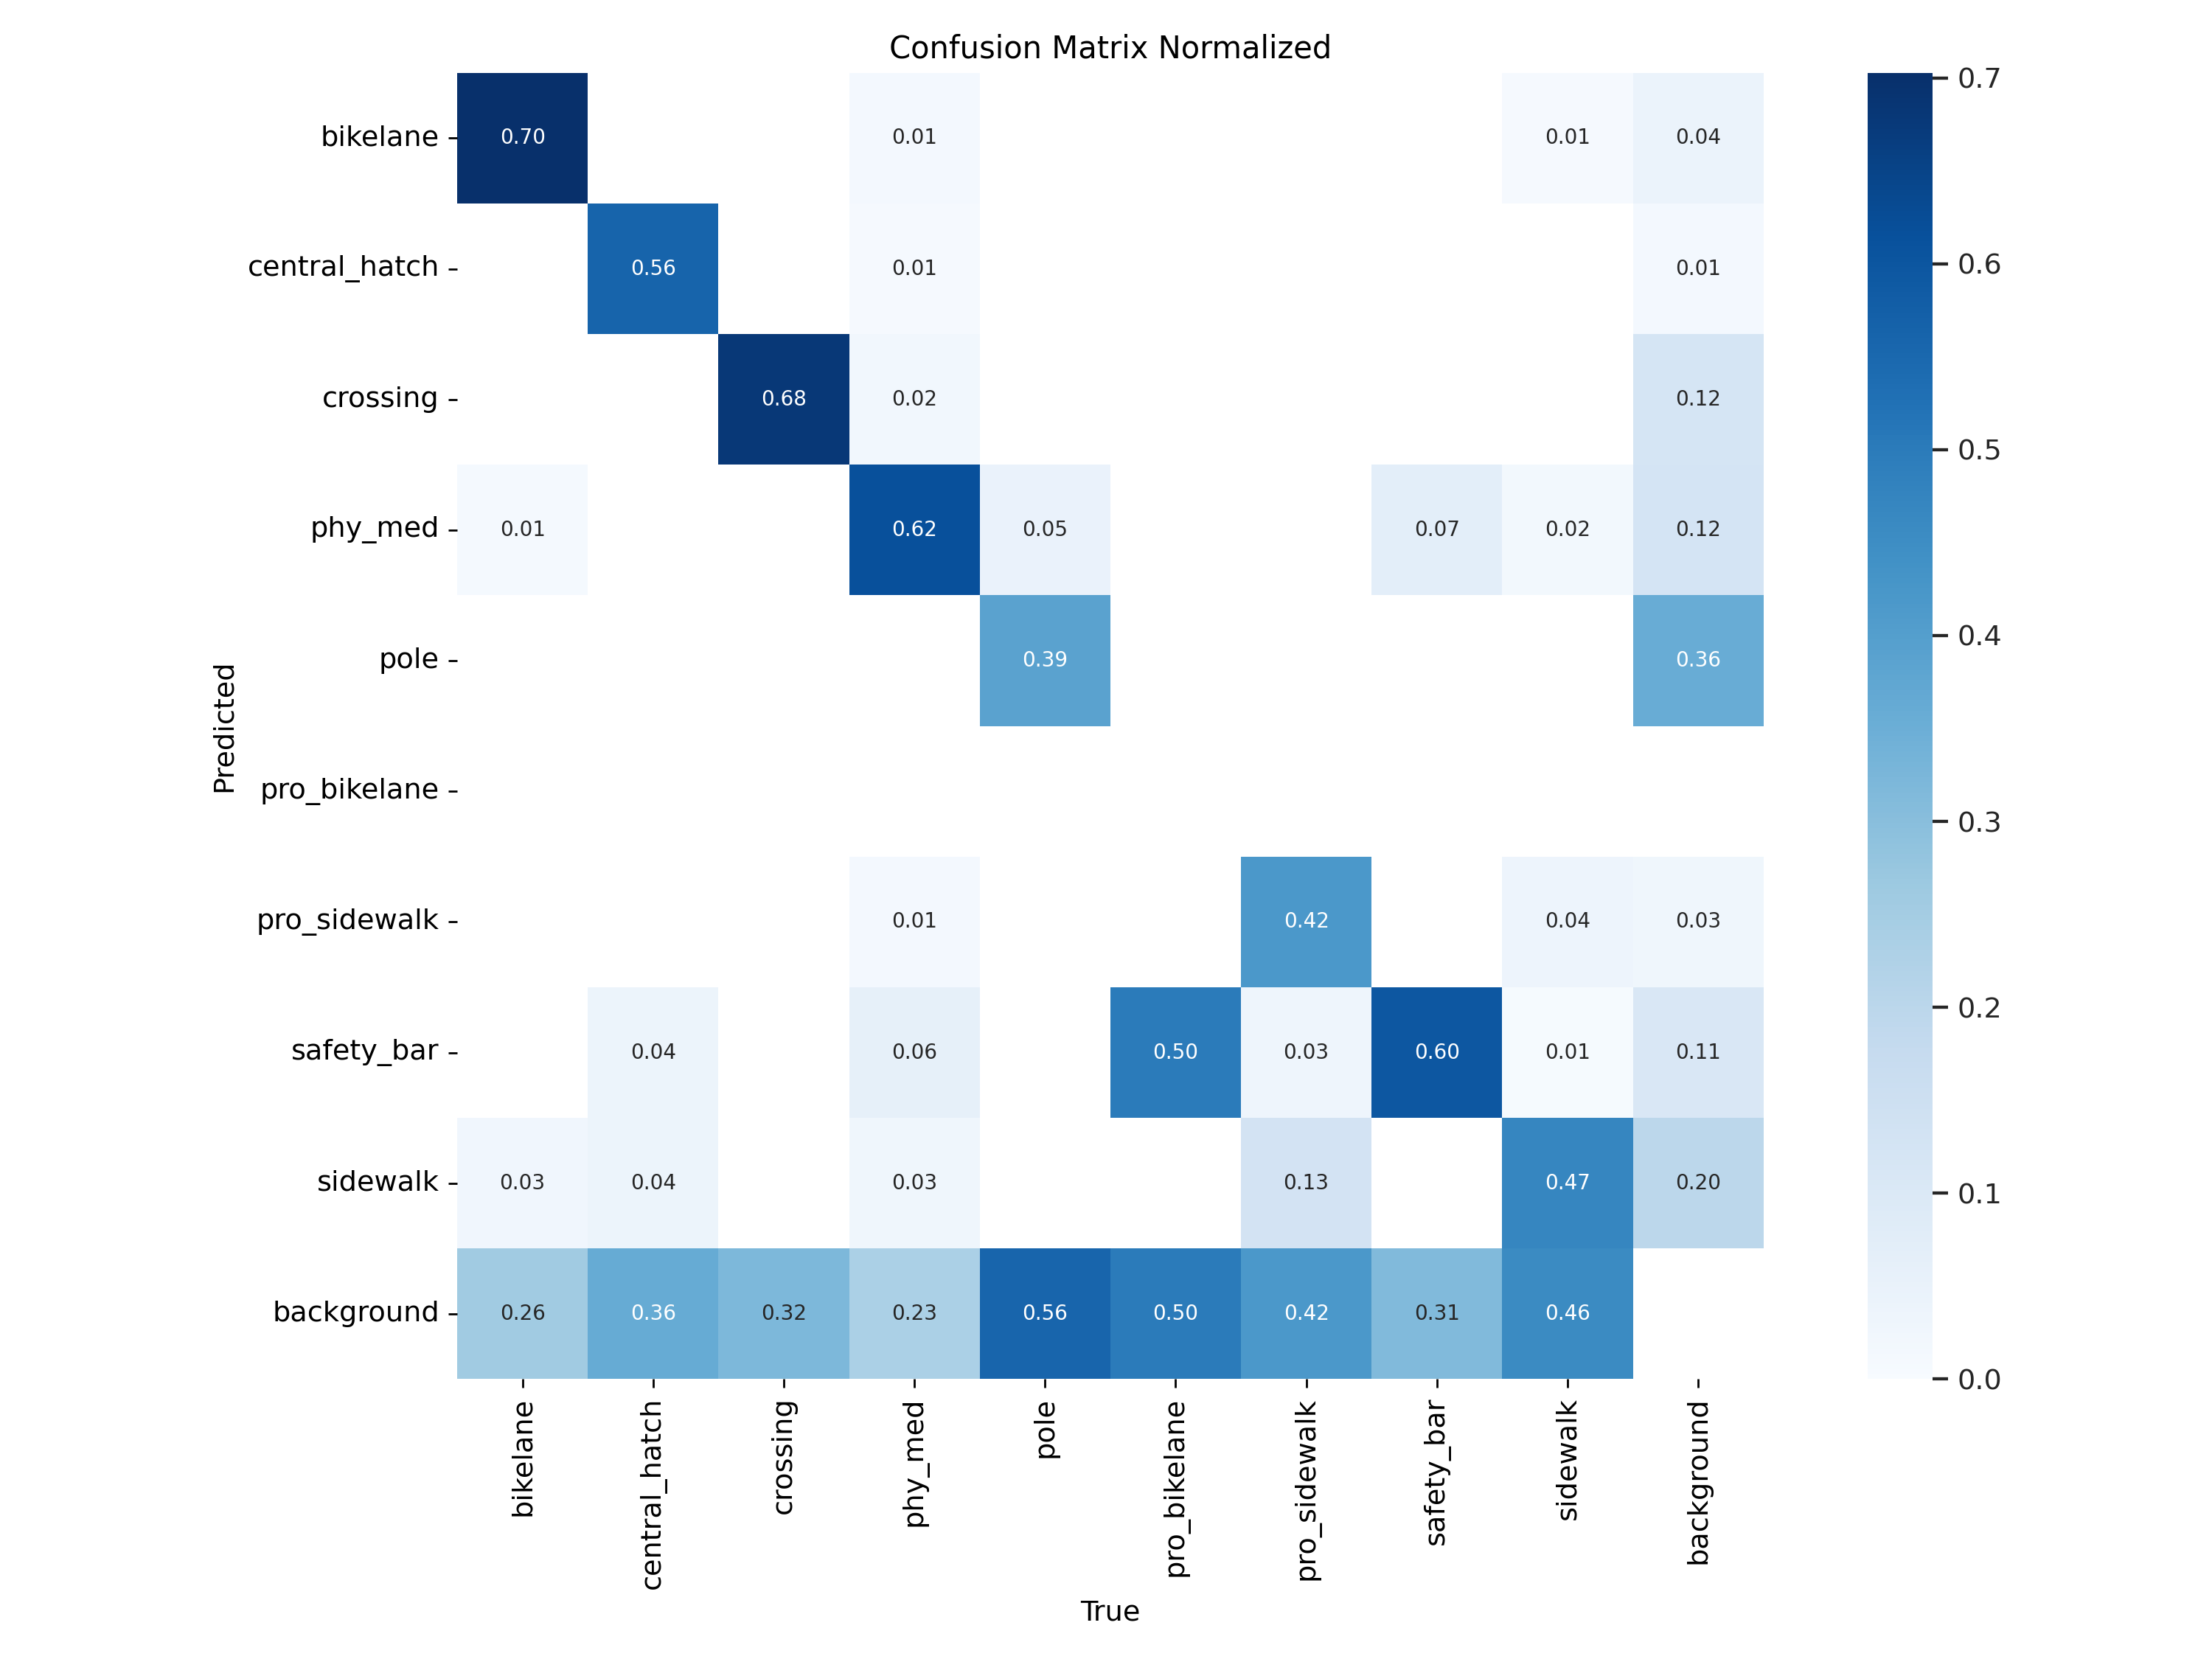 Confusion Matrix Normalized
bikelane 0.70 0.01 0.01 0.04
central_hatch 0.56 0.01 0.01
crossing 0.68 0.02 0.12
phy_med 0.01 0.62 0.05 0.07 0.02 0.12
pole 0.39 0.36
pro_bikelane
pro_sidewalk 0.01 0.42 0.04 0.03
safety_bar 0.04 0.06 0.50 0.03 0.60 0.01 0.11
sidewalk 0.03 0.04 0.03 0.13 0.47 0.20
background 0.26 0.36 0.32 0.23 0.56 0.50 0.42 0.31 0.46
Predicted
bikelane
central_hatch
crossing
phy_med
pole
pro_bikelane
pro_sidewalk
safety_bar
sidewalk
background
True
0.7
0.6
0.5
0.4
0.3
0.2
0.1
0.0